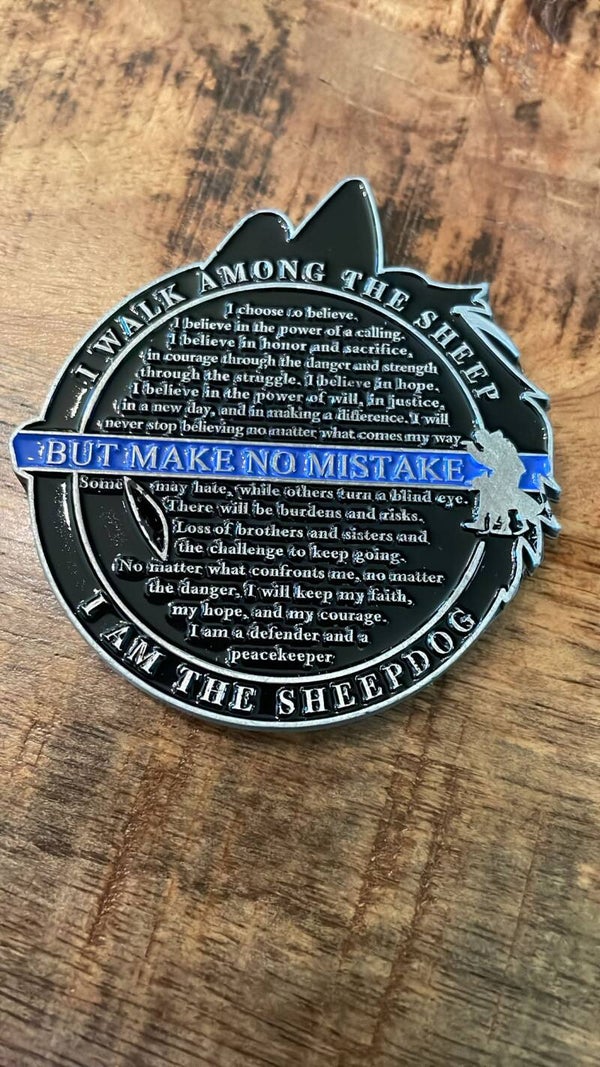 I WALK AMONG THE SHEEP
I choose to believe.
I believe in the power of a calling.
I believe in honor and sacrifice,
in courage through the danger and strength
through the struggle. I believe in hope.
I believe in the power of will, in justice,
in a new day, and in making a difference. I will
never stop believing no matter what comes my way.
BUT MAKE NO MISTAKE
Some may hate, while others turn a blind eye.
There will be burdens and risks.
Loss of brothers and sisters and
the challenge to keep going.
No matter what confronts me, no matter
the danger, I will keep my faith,
my hope, and my courage.
I am a defender and a
peacekeeper
I AM THE SHEEPDOG